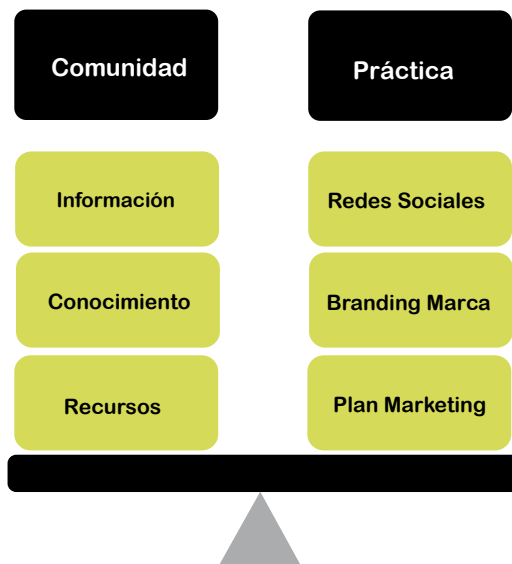 Comunidad
Práctica
Información
Redes Sociales
Conocimiento
Branding Marca
Recursos
Plan Marketing